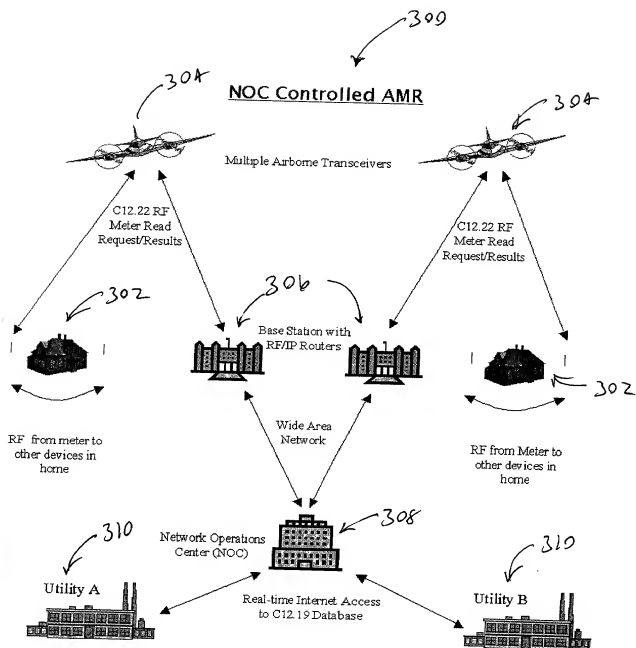 300
304
NOC Controlled AMR
304
Multiple Airborne Transceivers
C12.22 RF
Meter Read
Request/Results
C12.22 RF
Meter Read
Request/Results
302
306
Base Station with
RF/IP Routers
302
RF from meter to
other devices in
home
Wide Area
Network
RF from Meter to
other devices in
home
308
Network Operations
Center (NOC)
310
310
Utility A
Real-time Internet Access
to C12.19 Database
Utility B